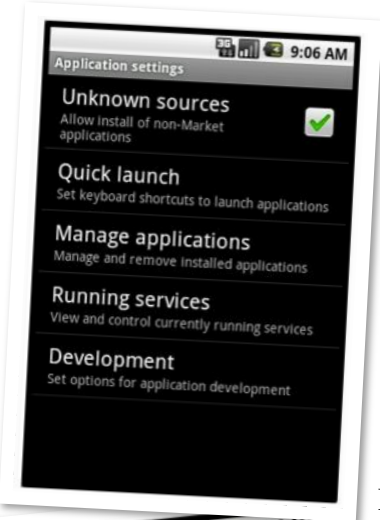 3G
9:06 AM
Application settings
Unknown sources
Allow install of non-Market
applications
Quick launch
Set keyboard shortcuts to launch applications
Manage applications
Manage and remove installed applications
Running services
View and control currently running services
Development
Set options for application development